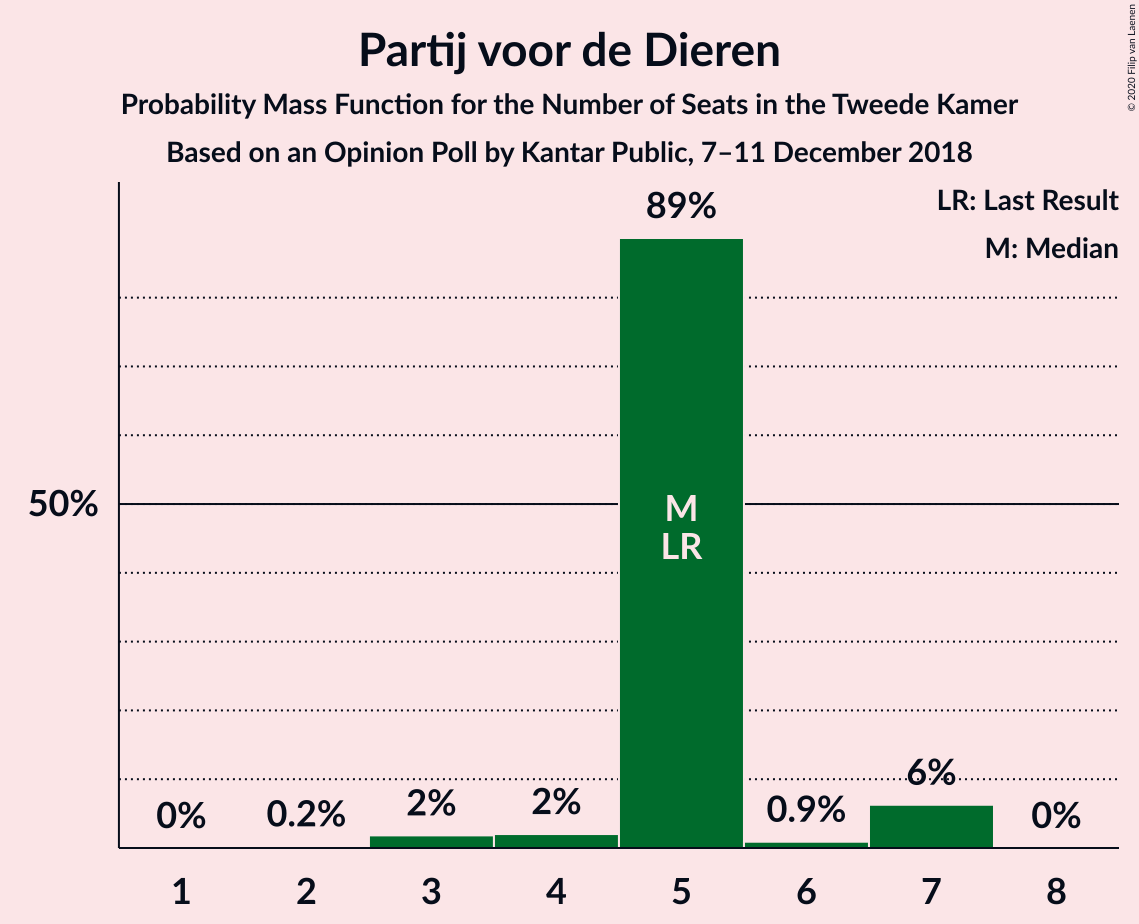 Partij voor de Dieren
Probability Mass Function for the Number of Seats in the Tweede Kamer
Based on an Opinion Poll by Kantar Public, 7–11 December 2018
© 2020 Filip van Laenen
LR: Last Result
M: Median
89%
50%
M
LR
0%
0.2%
2%
2%
0.9%
6%
0%
1
2
3
4
5
6
7
8